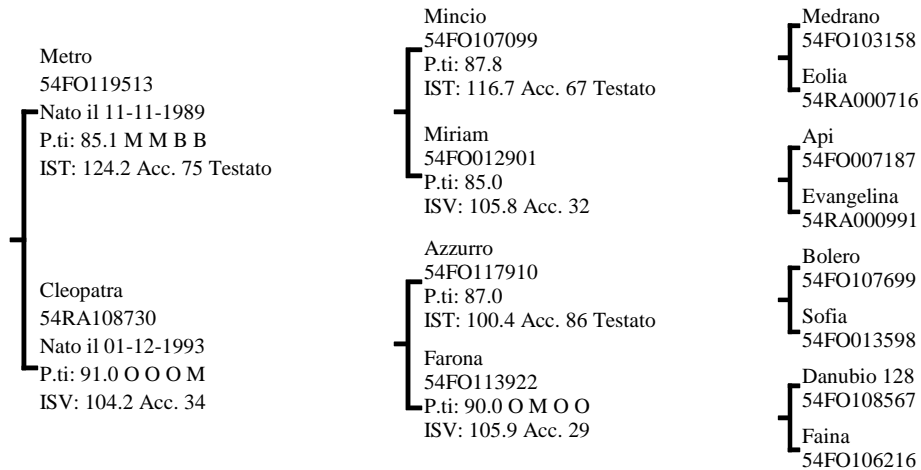 Metro
54FO119513
Nato il 11-11-1989
P.ti: 85.1 M M B B
IST: 124.2 Acc. 75 Testato
Cleopatra
54RA108730
Nato il 01-12-1993
P.ti: 91.0 O O O M
ISV: 104.2 Acc. 34
Mincio
54FO107099
P.ti: 87.8
IST: 116.7 Acc. 67 Testato
Miriam
54FO012901
P.ti: 85.0
ISV: 105.8 Acc. 32
Azzurro
54FO117910
P.ti: 87.0
IST: 100.4 Acc. 86 Testato
Farona
54FO113922
P.ti: 90.0 O M O O
ISV: 105.9 Acc. 29
Medrano
54FO103158
Eolia
54RA000716
Api
54FO007187
Evangelina
54RA000991
Bolero
54FO107699
Sofia
54FO013598
Danubio 128
54FO108567
Faina
54FO106216